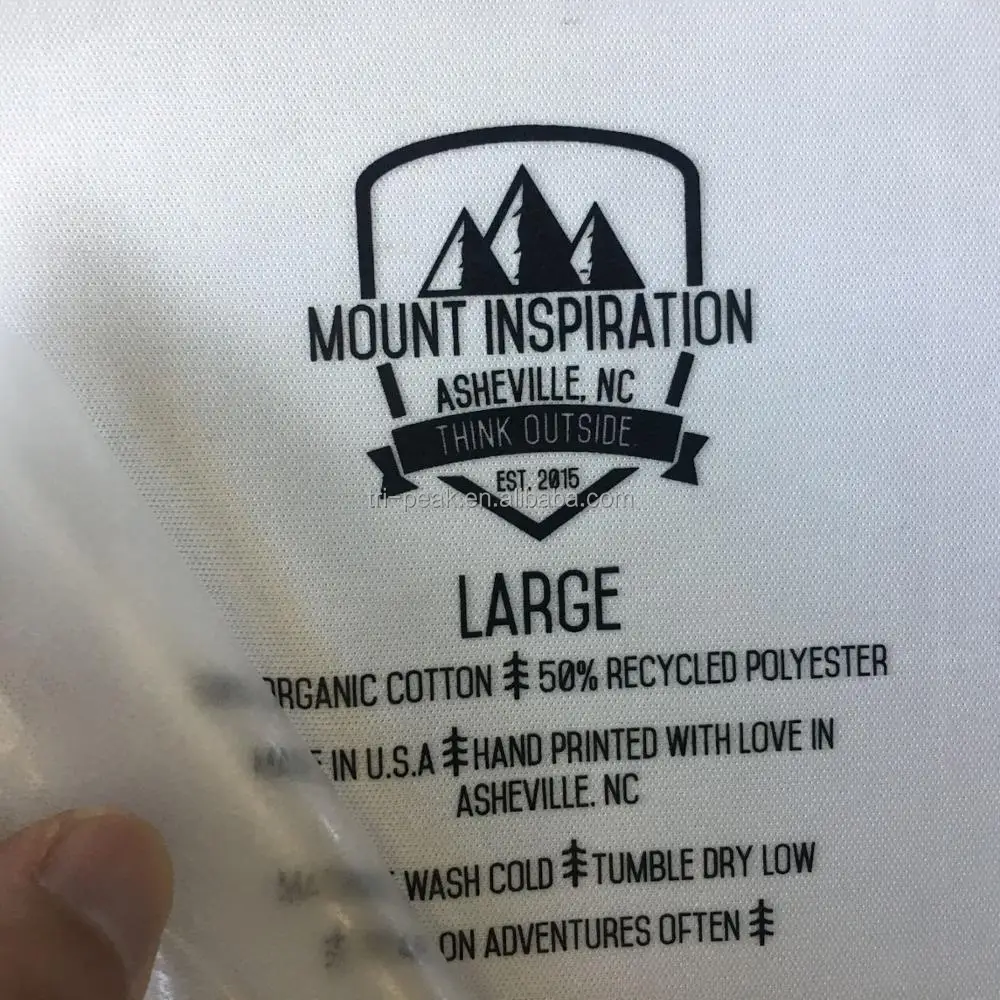 MOUNT INSPIRATION
ASHEVILLE, NC
THINK OUTSIDE.
EST. 2015
tri-peak.en.alibaba.com
LARGE
ORGANIC COTTON 50% RECYCLED POLYESTER
IN U.S.A HAND PRINTED WITH LOVE IN
ASHEVILLE. NC
WASH COLD TUMBLE DRY LOW
ON ADVENTURES OFTEN